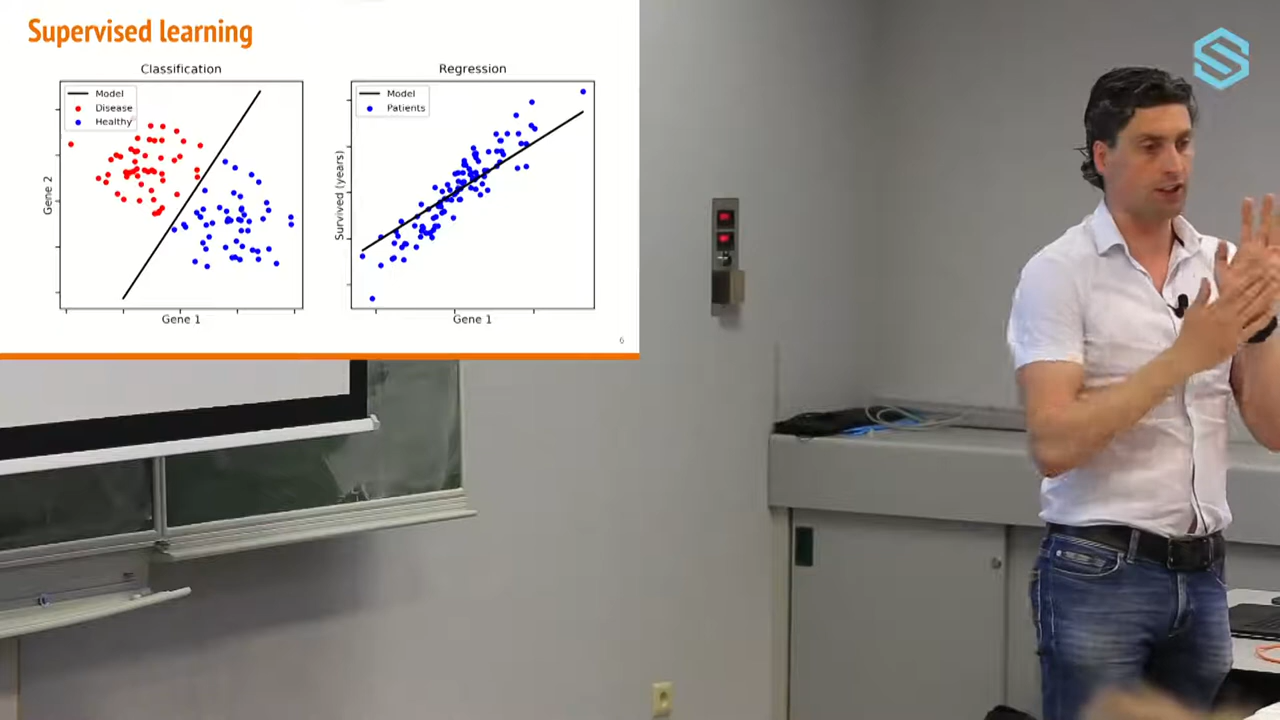 Supervised learning
Classification
Model
Disease
Healthy
Gene 2
Gene 1
Regression
Model
Patients
Survived (years)
Gene 1
6